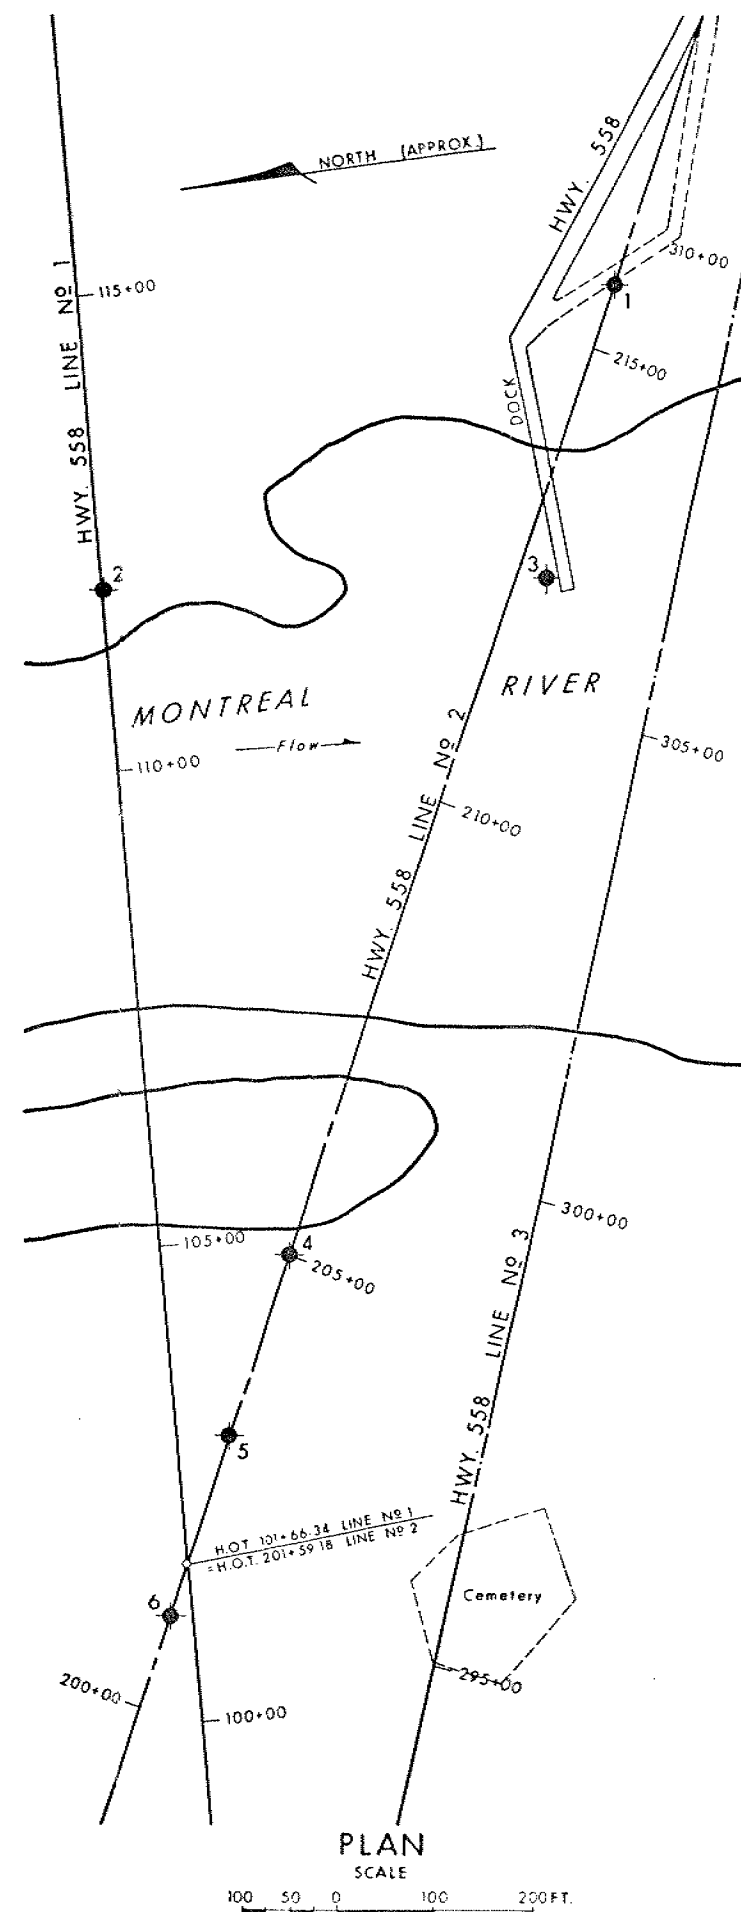 NORTH (APPROX.)
HWY. 558
310+00
1
115+00
HWY. 558 LINE Nº 1
215+00
DOCK
2
3
MONTREAL RIVER
Flow
110+00
305+00
210+00
HWY. 558 LINE Nº 2
300+00
105+00
4
205+00
HWY. 558 LINE Nº 3
5
H.O.T 101+66.34 LINE Nº 1
= H.O.T. 201+59.18 LINE Nº 2
Cemetery
6
200+00
295+00
100+00
PLAN
SCALE
100 50 0 100 200 FT.